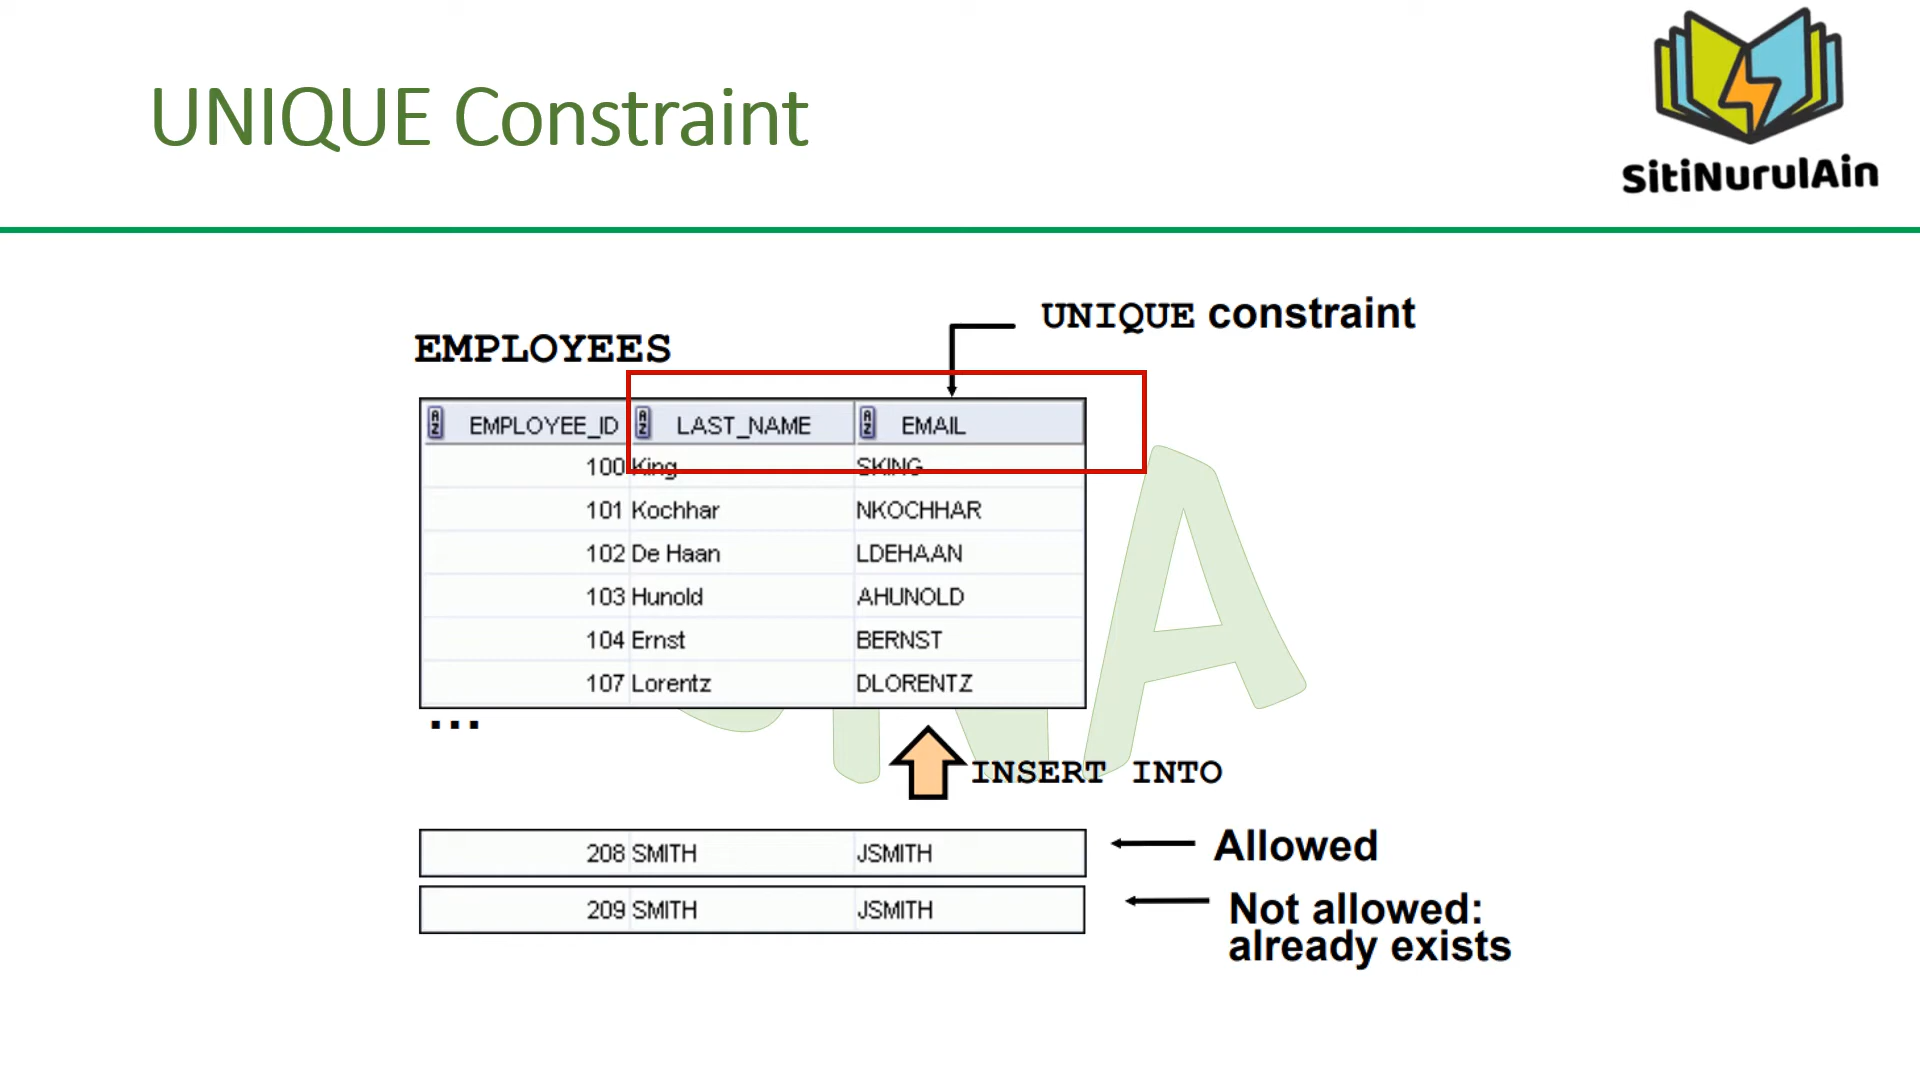 UNIQUE Constraint
SitiNurulAin
UNIQUE constraint
EMPLOYEES
EMPLOYEE_ID LAST_NAME EMAIL
100 King SKING
101 Kochhar NKOCHHAR
102 De Haan LDEHAAN
103 Hunold AHUNOLD
104 Ernst BERNST
107 Lorentz DLORENTZ
...
INSERT INTO
208 SMITH JSMITH
Allowed
209 SMITH JSMITH
Not allowed:
already exists